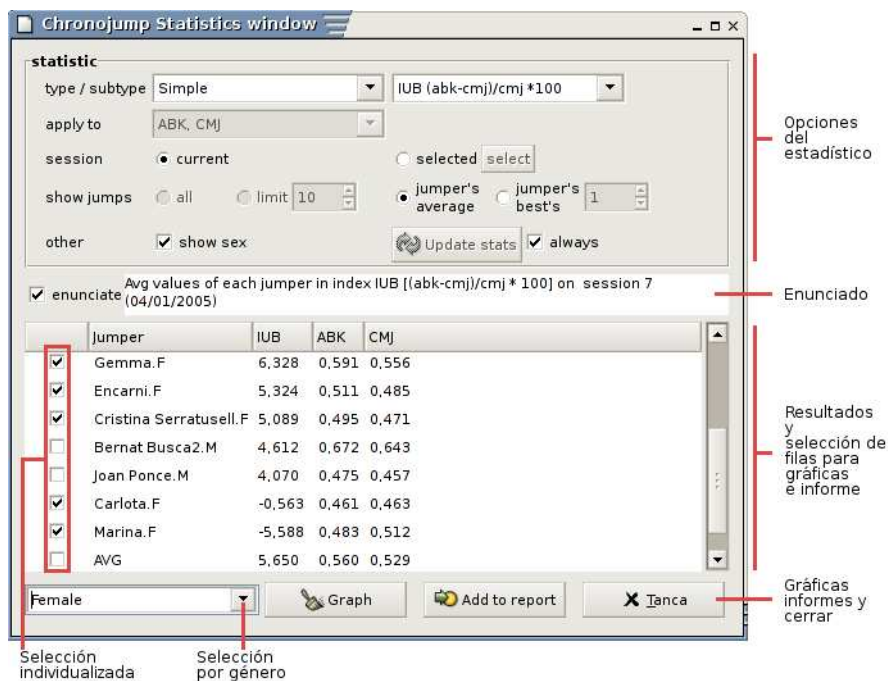 Chronojump Statistics window
statistic
type / subtype Simple IUB (abk-cmj)/cmj *100
apply to ABK, CMJ
session current selected select
show jumps all limit 10 jumper's average jumper's best's 1
other show sex Update stats always
enunciate Avg values of each jumper in index IUB [(abk-cmj)/cmj * 100] on session 7
(04/01/2005)
Jumper IUB ABK CMJ
Gemma.F 6,328 0,591 0,556
Encarni.F 5,324 0,511 0,485
Cristina Serratusell.F 5,089 0,495 0,471
Bernat Busca2.M 4,612 0,672 0,643
Joan Ponce.M 4,070 0,475 0,457
Carlota.F -0,563 0,461 0,463
Marina.F -5,588 0,483 0,512
AVG 5,650 0,560 0,529
Female Graph Add to report Tanca
Opciones
del
estadístico
Enunciado
Resultados
y
selección de
filas para
gráficas
e informe
Gráficas
informes y
cerrar
Selección
individualizada
Selección
por género